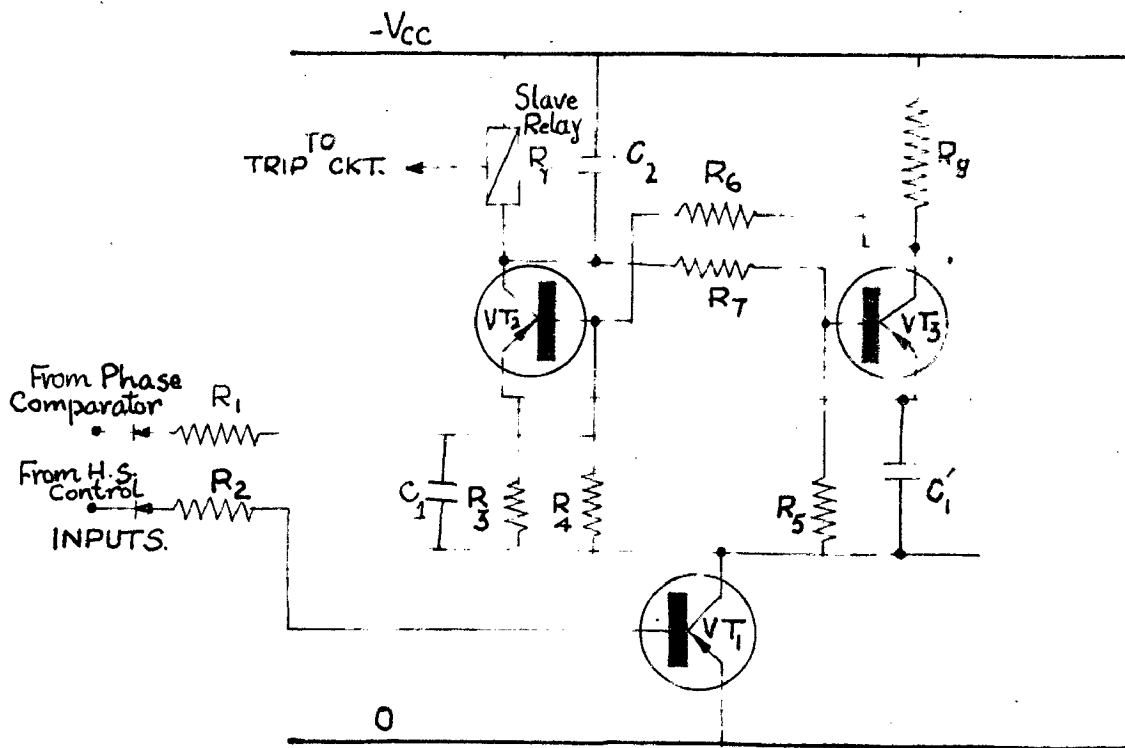 -VCC
Slave
Relay
TO
TRIP CKT.
Ry
C2
R6
R7
Rg
VT2
VT3
From Phase
Comparator
R1
From H.S.
Control
R2
INPUTS.
C1
R3
R4
R5
C1'
VT1
0